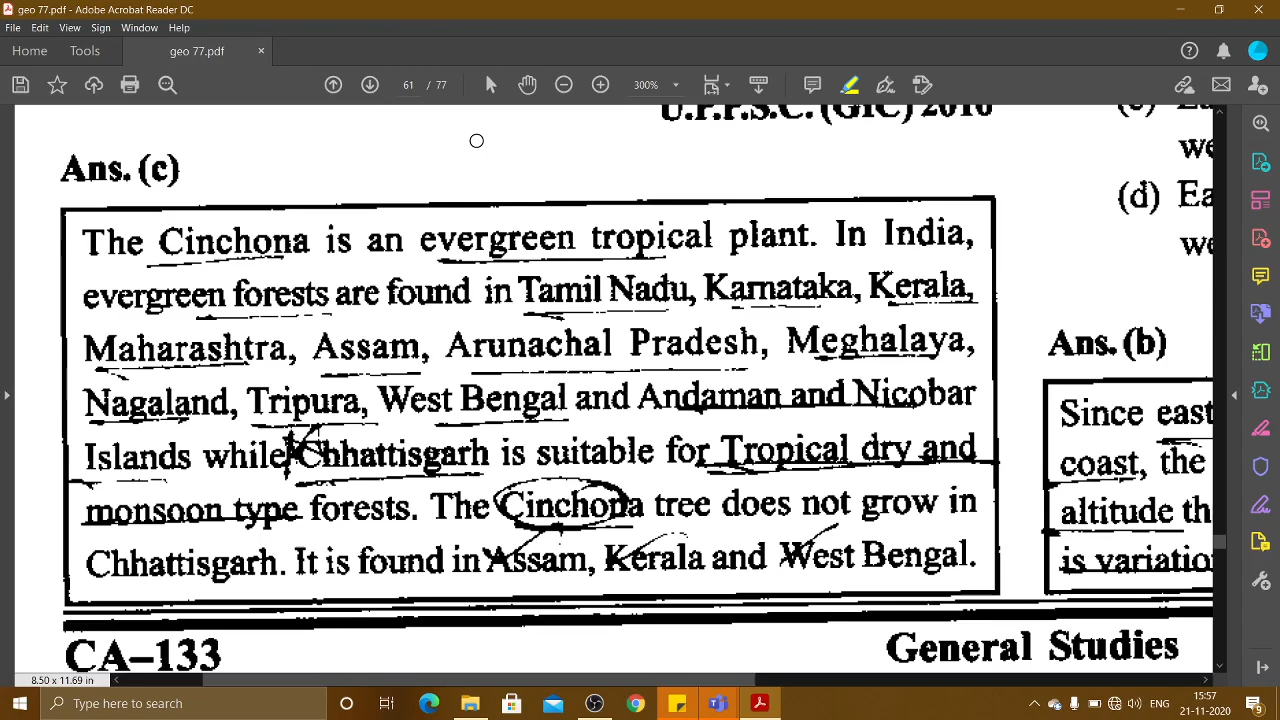 geo 77.pdf - Adobe Acrobat Reader DC
File Edit View Sign Window Help
Home Tools geo 77.pdf ×
61 / 77 300%
U.P.P.S.C. (GIC) 2010
we
Ans. (c)
(d) Ea
we
The Cinchona is an evergreen tropical plant. In India,
evergreen forests are found in Tamil Nadu, Karnataka, Kerala,
Maharashtra, Assam, Arunachal Pradesh, Meghalaya,
Nagaland, Tripura, West Bengal and Andaman and Nicobar
Islands while Chhattisgarh is suitable for Tropical dry and
monsoon type forests. The Cinchona tree does not grow in
Chhattisgarh. It is found in Assam, Kerala and West Bengal.
Ans. (b)
Since east
coast, the
altitude th
is variatio
CA–133
General Studies
8.50 x 11.69 in
Type here to search
ENG
15:57
21-11-2020
9